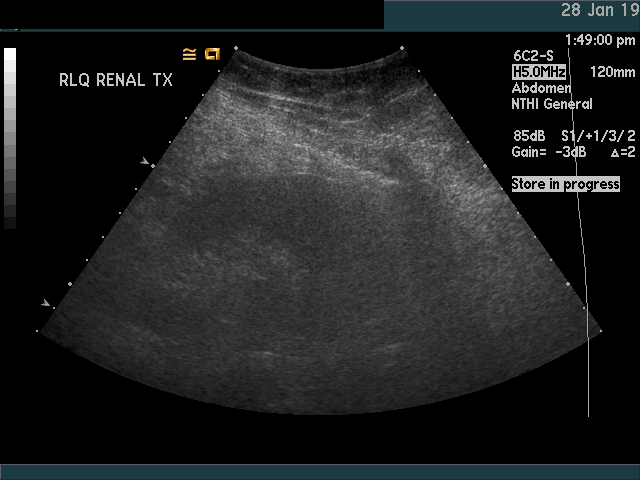 28 Jan 19
1:49:00 pm
RLQ RENAL TX
6C2-S
H5.0MHz 120mm
Abdomen
NTHI General
85dB S1/+1/3/2
Gain= -3dB Δ=2
Store in progress